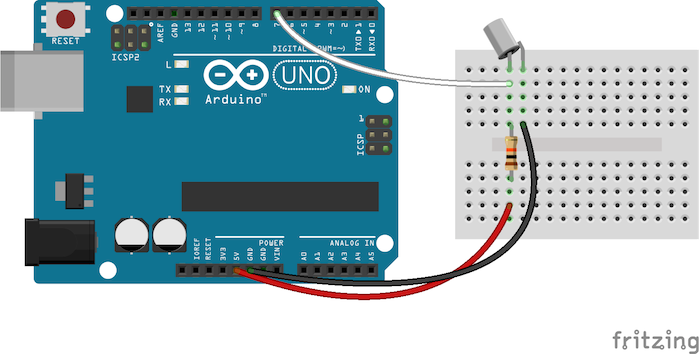 RESET
ICSP2
AREF
GND
13
12
~11
~10
~9
8
7
~6
~5
4
~3
2
TX0▶1
RX0◀0
DIGITAL (PWM=~)
L
TX
RX
UNO
Arduino™
ON
1
ICSP
IOREF
RESET
3V3
5V
GND
GND
VIN
POWER
ANALOG IN
A0
A1
A2
A3
A4
A5
fritzing